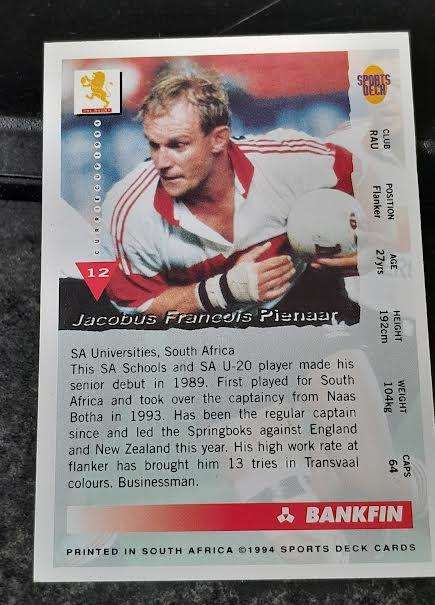 SPORTS
DECK
CLUB
RAU
POSITION
Flanker
AGE
27yrs
HEIGHT
192cm
WEIGHT
104kg
CAPS
64
CURRIECUP1994
12
Jacobus Francois Pienaar
SA Universities, South Africa
This SA Schools and SA U-20 player made his
senior debut in 1989. First played for South
Africa and took over the captaincy from Naas
Botha in 1993. Has been the regular captain
since and led the Springboks against England
and New Zealand this year. His high work rate at
flanker has brought him 13 tries in Transvaal
colours. Businessman.
BANKFIN
PRINTED IN SOUTH AFRICA ©1994 SPORTS DECK CARDS